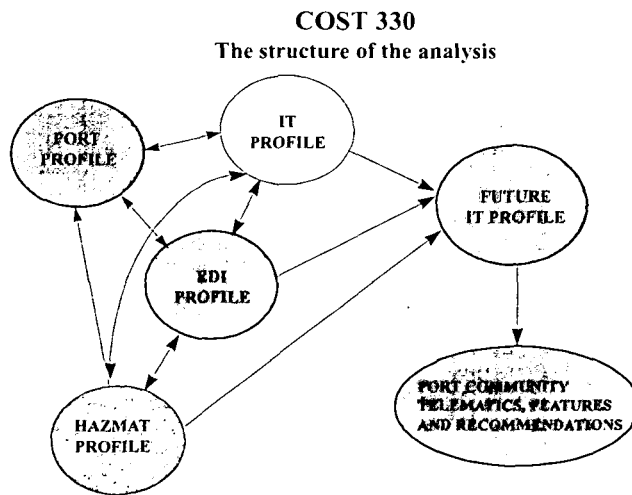 COST 330
The structure of the analysis
IT
PROFILE
PORT
PROFILE
FUTURE
IT PROFILE
EDI
PROFILE
PORT COMMUNITY
TELEMATICS, FEATURES
AND RECOMMENDATIONS
HAZMAT
PROFILE